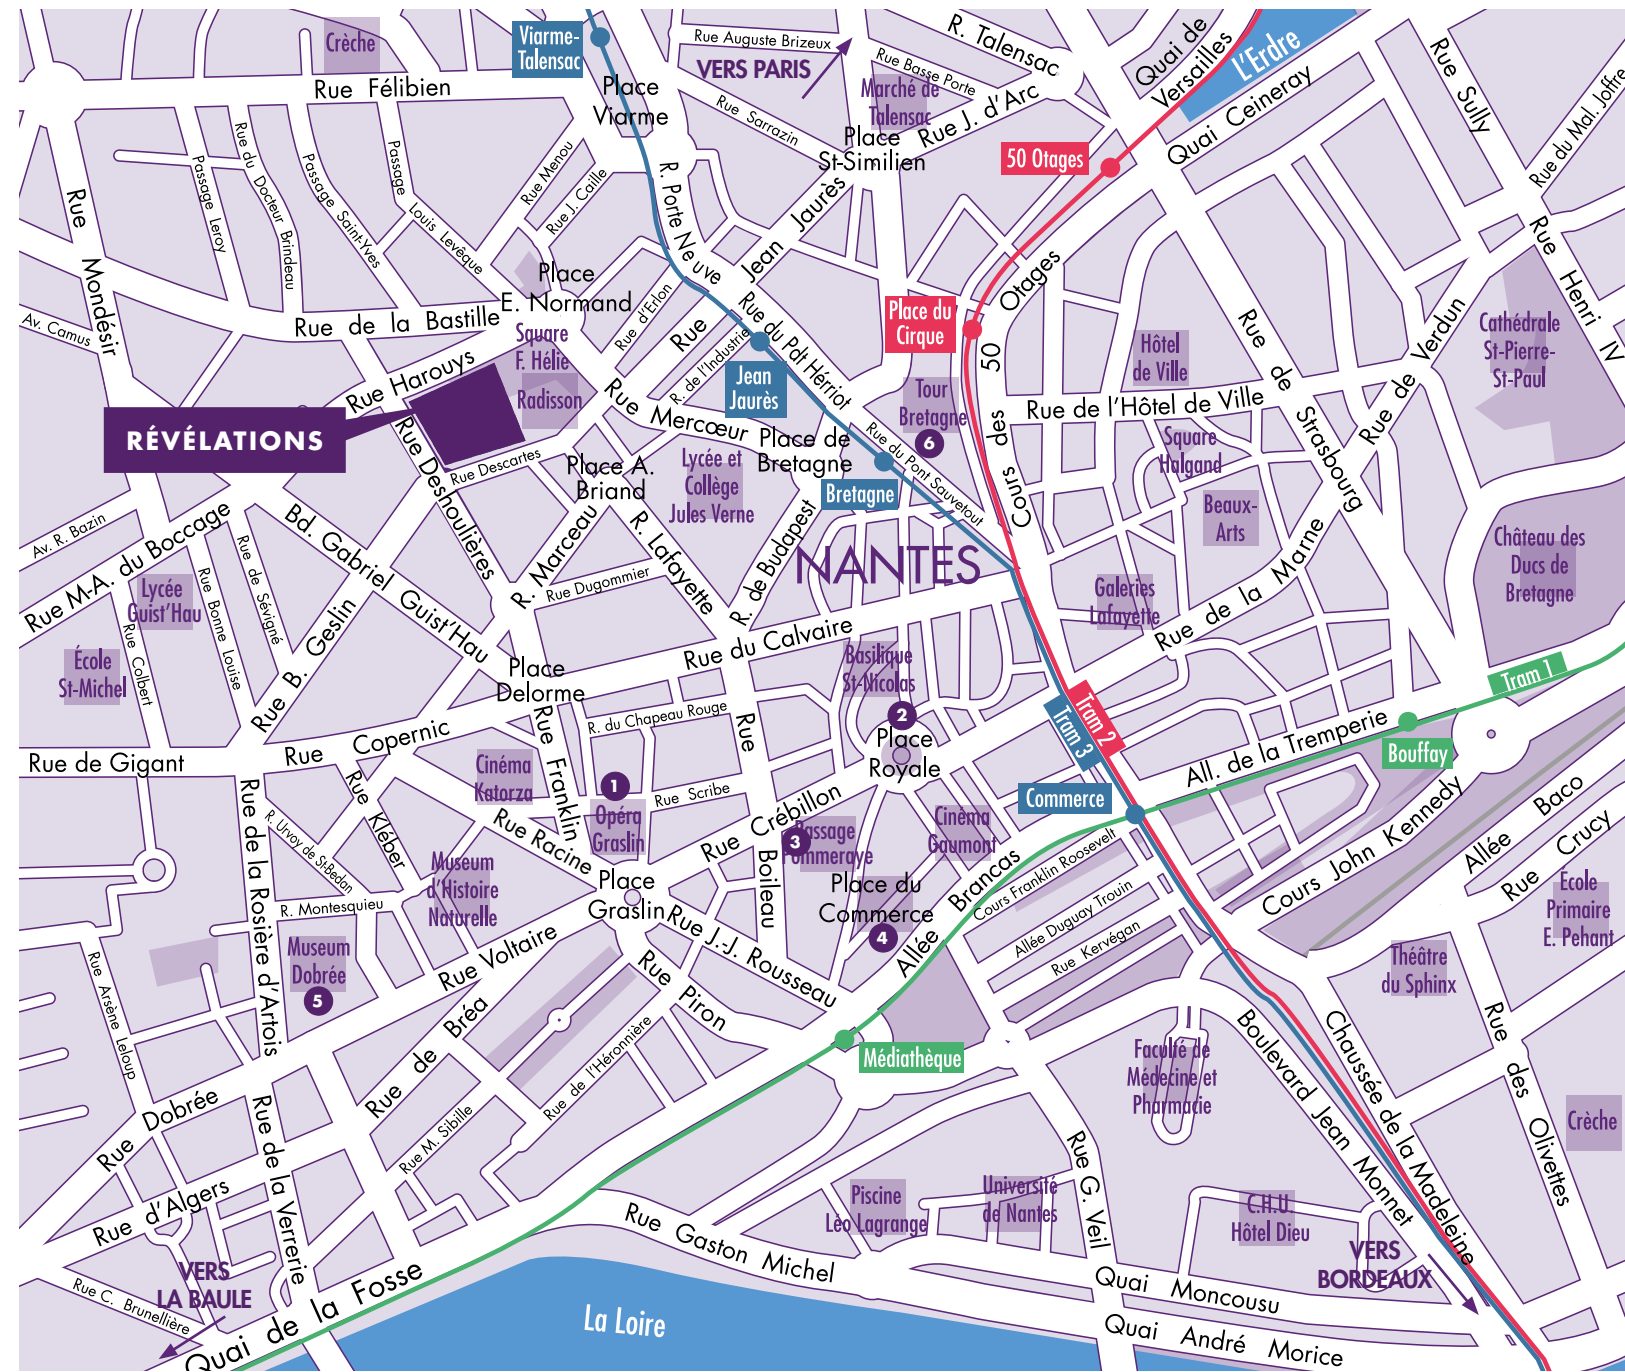 Crèche
Viarme-
Talensac
Rue Auguste Brizeux
VERS PARIS
R. Talensac
Rue Basse Porte
Quai de
Versailles
L'Erdre
Quai Ceineray
Rue Sully
Rue du Mal. Joffre
Rue Félibien
Place
Viarme
Rue Sarrazin
Marché de
Talensac
Rue J. d'Arc
Place
St-Similien
50 Otages
Rue Mondésir
Passage Leroy
Rue du Docteur Brindeau
Passage Saint-Yves
Passage Louis Levêque
Rue Menou
Rue J. Caille
R. Porte Neuve
Rue Jean Jaurès
Place
E. Normand
Rue d'Erlon
R. de l'Industrie
Rue du Pdt Hérriot
Place du
Cirque
Cours des 50 Otages
Rue de Strasbourg
Rue de Verdun
Rue Henri IV
Cathédrale
St-Pierre-
St-Paul
Hôtel
de Ville
Av. Camus
Rue de la Bastille
Square
F. Hélie
Radisson
Rue Harouys
RÉVÉLATIONS
Rue Deshoulières
Rue Descartes
Rue Mercœur
Jean
Jaurès
Tour
Bretagne
6
Rue de l'Hôtel de Ville
Square
Halgand
Place A.
Briand
Lycée et
Collège
Jules Verne
Place de
Bretagne
Bretagne
Rue du Pont Sauvetout
Beaux-
Arts
Château des
Ducs de
Bretagne
Av. R. Bazin
Rue M-A. du Boccage
Rue de Sévigné
Bd. Gabriel Guist'Hau
R. Marceau
R. Lafayette
R. de Budapest
NANTES
Lycée
Guist'Hau
Rue Bonne Louise
Rue Colbert
Rue B. Geslin
Rue Dugommier
Galeries
Lafayette
Rue de la Marne
École
St-Michel
Place
Delorme
Rue du Calvaire
Basilique
St-Nicolas
2
Place
Royale
Tram 3
Tram 2
Tram 1
Bouffay
All. de la Tremperie
Rue de Gigant
Rue Copernic
Rue Franklin
R. du Chapeau Rouge
Rue Boileau
Cinéma
Katorza
1
Opéra
Graslin
Rue Scribe
Rue Crébillon
3
Passage
Pommeraye
Cinéma
Gaumont
Commerce
Rue de la Rosière d'Artois
R. Urvoy de St-Bedan
Rue Kléber
Rue Racine
Museum
d'Histoire
Naturelle
Place
Graslin
Place du
Commerce
4
Allée Brancas
Cours Franklin Roosevelt
Allée Duguay Trouin
Rue Kervégan
Cours John Kennedy
Allée Baco
Rue Crucy
École
Primaire
E. Pehant
Théâtre
du Sphinx
R. Montesquieu
Museum
Dobrée
5
Rue Voltaire
Rue J.-J. Rousseau
Rue Piron
Rue Arsène Leloup
Rue de Bréa
Rue de l'Héronnière
Médiathèque
Faculté de
Médecine et
Pharmacie
Boulevard Jean Monnet
Chaussée de la Madeleine
Rue des Olivettes
Crèche
Rue Dobrée
Rue de la Verrerie
Rue M. Sibille
Rue G. Veil
Rue d'Algers
Piscine
Léo Lagrange
Université
de Nantes
C.H.U.
Hôtel Dieu
VERS
BORDEAUX
Rue Gaston Michel
Quai Moncousu
Quai André Morice
VERS
LA BAULE
Rue C. Brunellière
Quai de la Fosse
La Loire